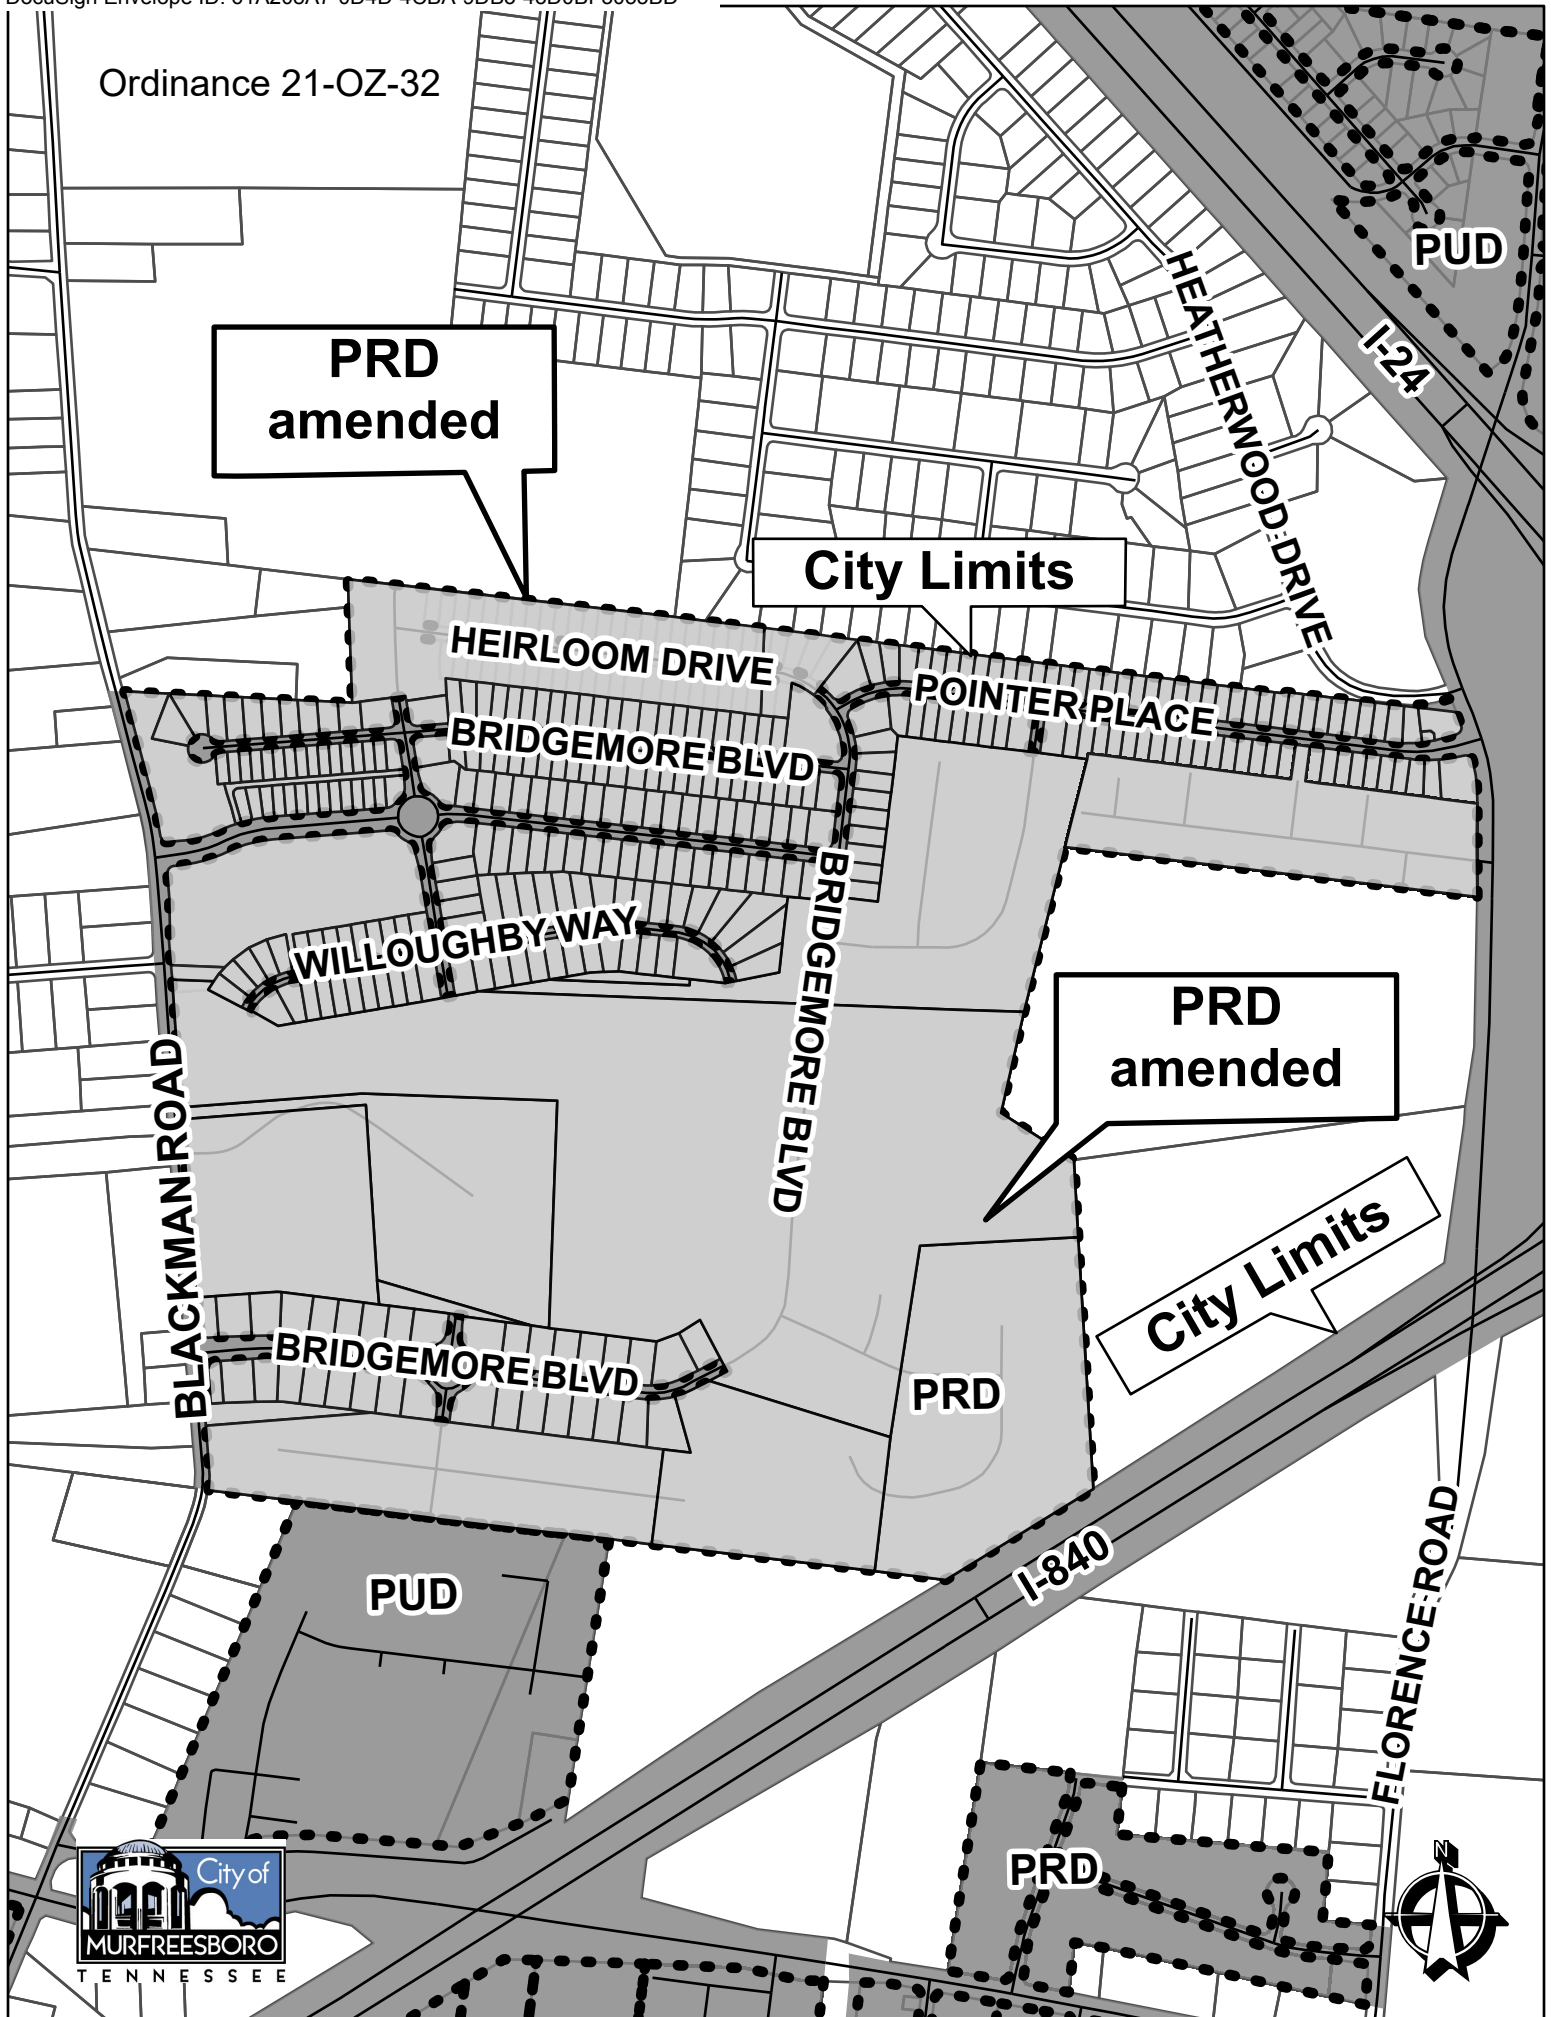 Ordinance 21-OZ-32
PUD
HEATHERWOOD DRIVE
I-24
PRD
amended
City Limits
HEIRLOOM DRIVE
POINTER PLACE
BRIDGEMORE BLVD
BRIDGEMORE BLVD
WILLOUGHBY WAY
PRD
amended
BLACKMAN ROAD
City Limits
BRIDGEMORE BLVD
PRD
I-840
FLORENCE ROAD
PUD
PRD
N
City of
MURFREESBORO
TENNESSEE